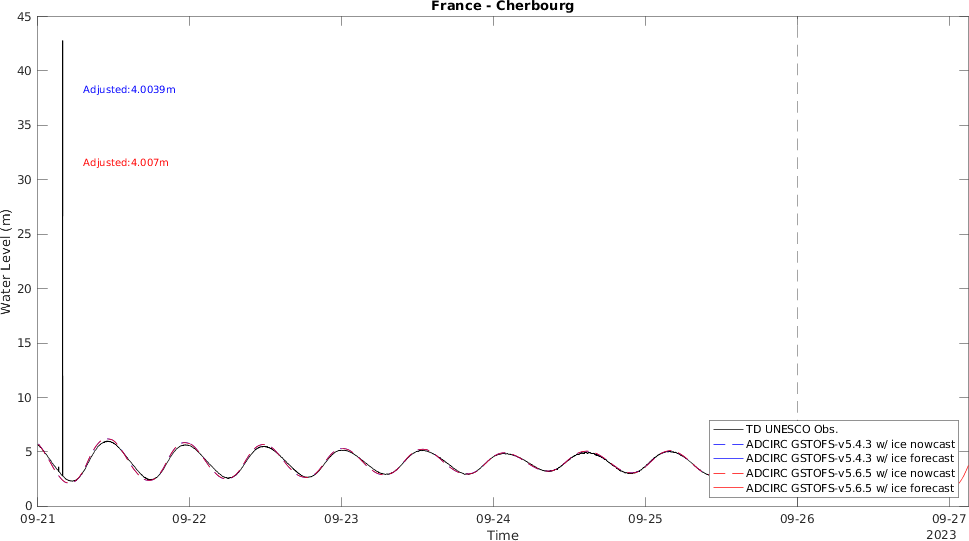 France - Cherbourg
45
40
35
30
25
20
15
10
5
0
Water Level (m)
Adjusted:4.0039m
Adjusted:4.007m
TD UNESCO Obs.
ADCIRC GSTOFS-v5.4.3 w/ ice nowcast
ADCIRC GSTOFS-v5.4.3 w/ ice forecast
ADCIRC GSTOFS-v5.6.5 w/ ice nowcast
ADCIRC GSTOFS-v5.6.5 w/ ice forecast
09-21 09-22 09-23 09-24 09-25 09-26 09-27
Time
2023